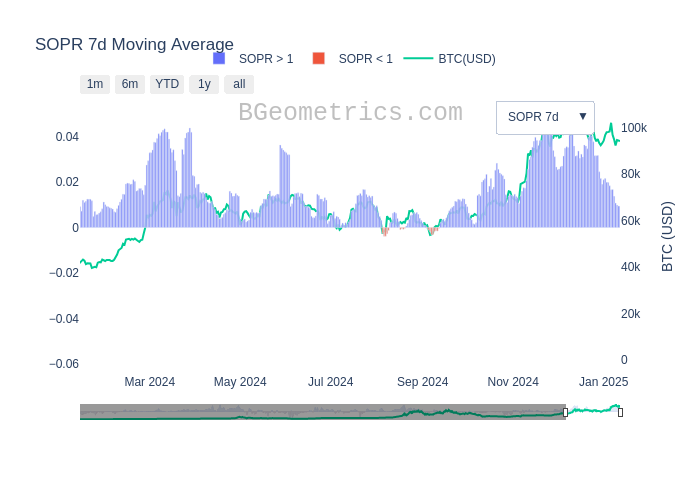 SOPR 7d Moving Average
SOPR > 1 SOPR < 1 BTC(USD)
1m 6m YTD 1y all
BGeometrics.com
SOPR 7d ▼
0.04
0.02
0
−0.02
−0.04
−0.06
100k
80k
60k
40k
20k
0
BTC (USD)
Mar 2024 May 2024 Jul 2024 Sep 2024 Nov 2024 Jan 2025